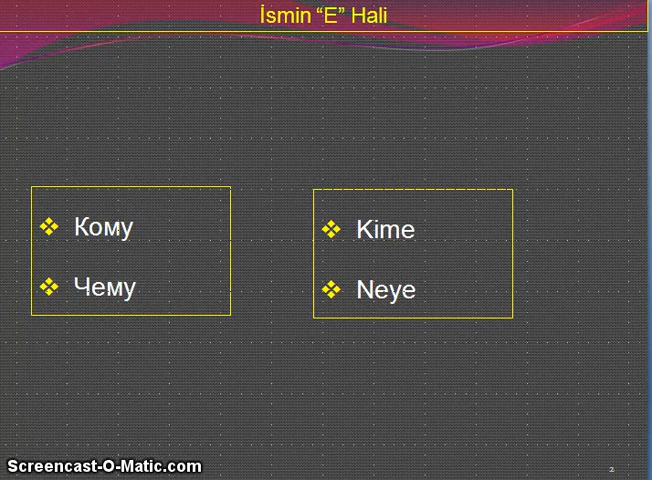 İsmin “E” Hali
Кому
Чему
Kime
Neye
Screencast-O-Matic.com
2